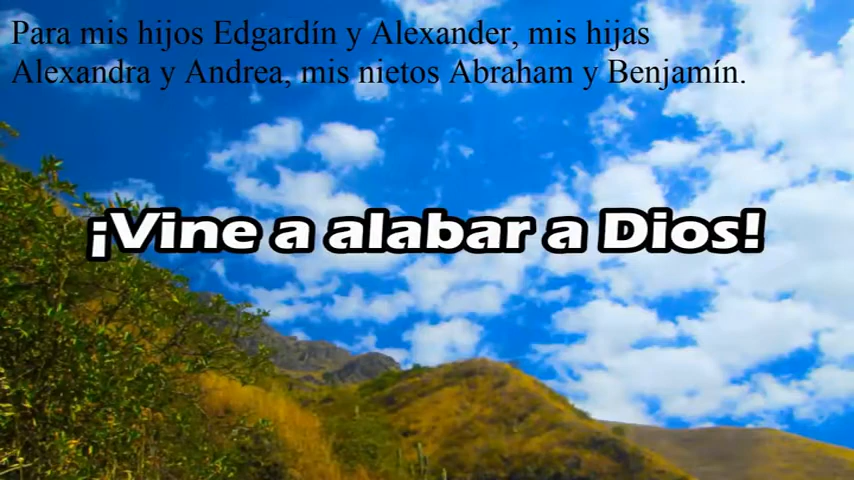 Para mis hijos Edgardín y Alexander, mis hijas
Alexandra y Andrea, mis nietos Abraham y Benjamín.
¡Vine a alabar a Dios!